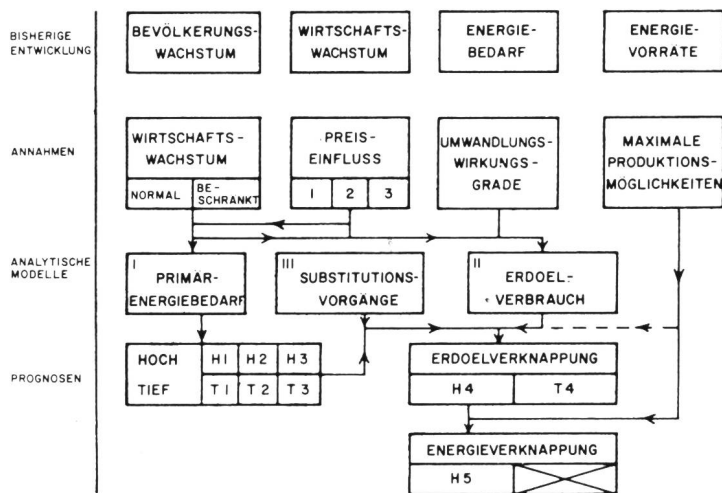 BISHERIGE
ENTWICKLUNG
BEVÖLKERUNGS-
WACHSTUM
WIRTSCHAFTS-
WACHSTUM
ENERGIE-
BEDARF
ENERGIE-
VORRÄTE
ANNAHMEN
WIRTSCHAFTS-
WACHSTUM
NORMAL
BE-
SCHRANKT
PREIS-
EINFLUSS
1 2 3
UMWANDLUNGS-
WIRKUNGS-
GRADE
MAXIMALE
PRODUKTIONS-
MÖGLICHKEITEN
ANALYTISCHE
MODELLE
I
PRIMÄR-
ENERGIEBEDARF
III
SUBSTITUTIONS-
VORGÄNGE
II
ERDOEL-
VERBRAUCH
PROGNOSEN
HOCH H1 H2 H3
TIEF T1 T2 T3
ERDOELVERKNAPPUNG
H4 T4
ENERGIEVERKNAPPUNG
H5